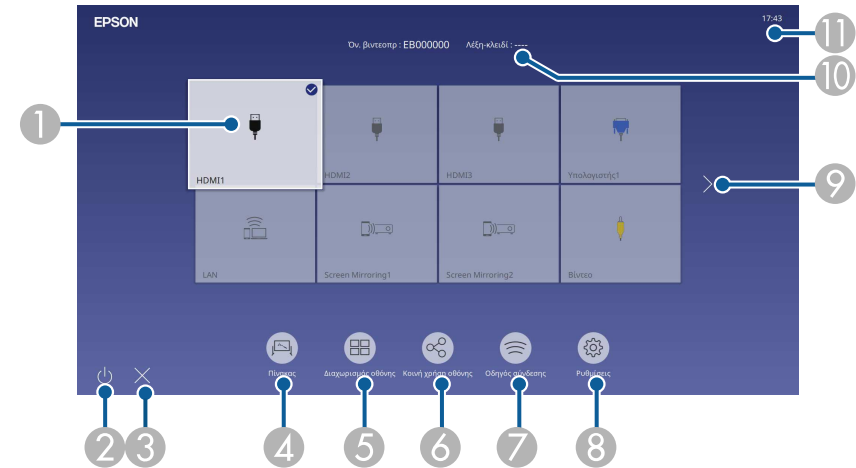 EPSON
17:43
Όν. βιντεοπρ : EB000000 Λέξη-κλειδί : ----
HDMI1
HDMI2
HDMI3
Υπολογιστής1
LAN
Screen Mirroring1
Screen Mirroring2
Βίντεο
Πίνακας
Διαχωρισμός οθόνης
Κοινή χρήση οθόνης
Οδηγός σύνδεσης
Ρυθμίσεις
1
2
3
4
5
6
7
8
9
10
11